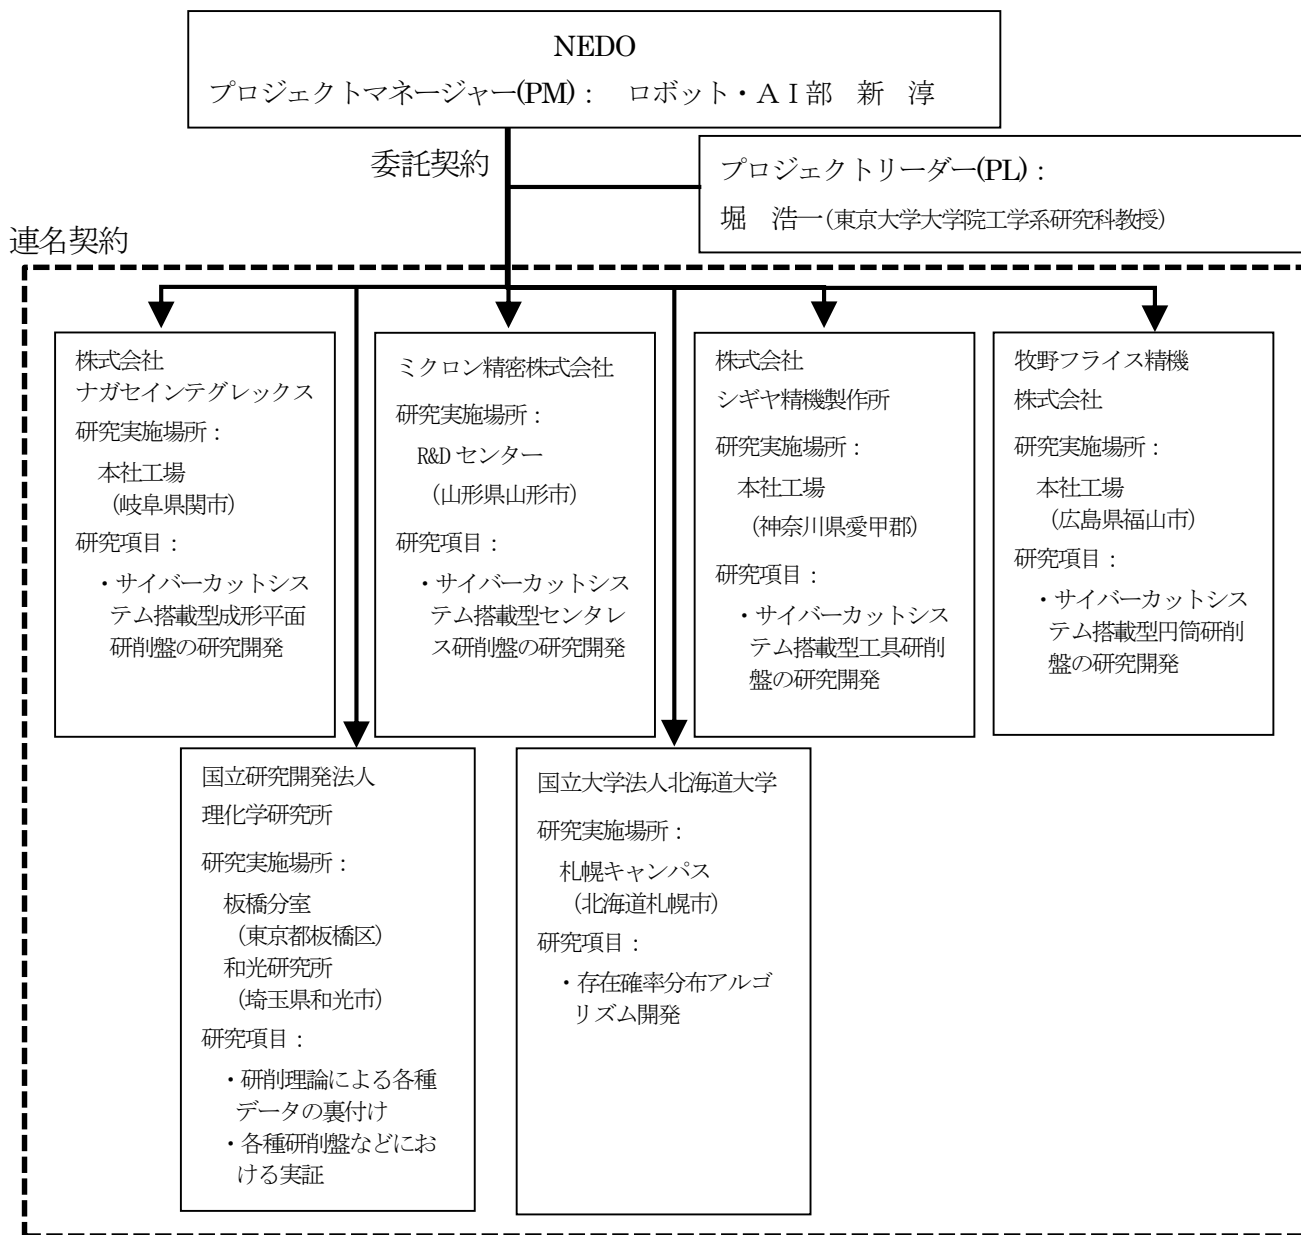 NEDO
プロジェクトマネージャー(PM)： ロボット・ＡＩ部 新 淳
委託契約
プロジェクトリーダー(PL)：
堀 浩一(東京大学大学院工学系研究科教授)
連名契約
株式会社
ナガセインテグレックス
研究実施場所：
本社工場
（岐阜県関市）
研究項目：
・サイバーカットシス
テム搭載型成形平面
研削盤の研究開発
ミクロン精密株式会社
研究実施場所：
R&D センター
（山形県山形市）
研究項目：
・サイバーカットシス
テム搭載型センタレ
ス研削盤の研究開発
株式会社
シギヤ精機製作所
研究実施場所：
本社工場
（神奈川県愛甲郡）
研究項目：
・サイバーカットシス
テム搭載型工具研削
盤の研究開発
牧野フライス精機
株式会社
研究実施場所：
本社工場
（広島県福山市）
研究項目：
・サイバーカットシス
テム搭載型円筒研削
盤の研究開発
国立研究開発法人
理化学研究所
研究実施場所：
板橋分室
（東京都板橋区）
和光研究所
（埼玉県和光市）
研究項目：
・研削理論による各種
データの裏付け
・各種研削盤などにお
ける実証
国立大学法人北海道大学
研究実施場所：
札幌キャンパス
（北海道札幌市）
研究項目：
・存在確率分布アルゴ
リズム開発